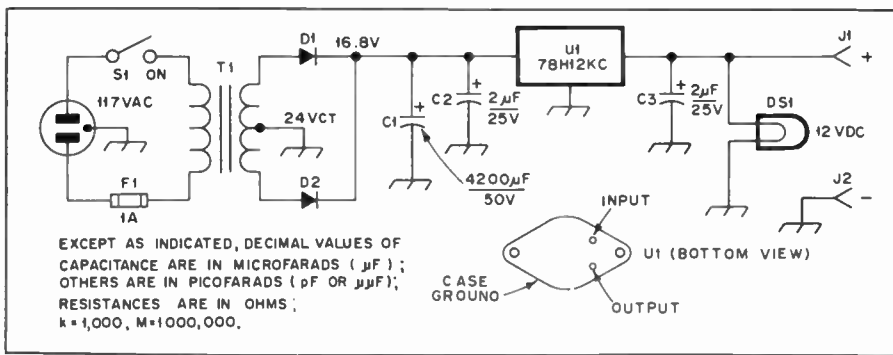 S1 ON
117VAC
F1
1A
T1
24VCT
D1
D2
16.8V
+
C1
4200µF
50V
+
C2
2µF
25V
U1
78H12KC
+
C3
2µF
25V
J1
+
DS1
12VDC
J2
-
INPUT
U1 (BOTTOM VIEW)
CASE
GROUND
OUTPUT
EXCEPT AS INDICATED, DECIMAL VALUES OF
CAPACITANCE ARE IN MICROFARADS (µF);
OTHERS ARE IN PICOFARADS (pF OR µµF);
RESISTANCES ARE IN OHMS;
k=1,000, M=1000,000.